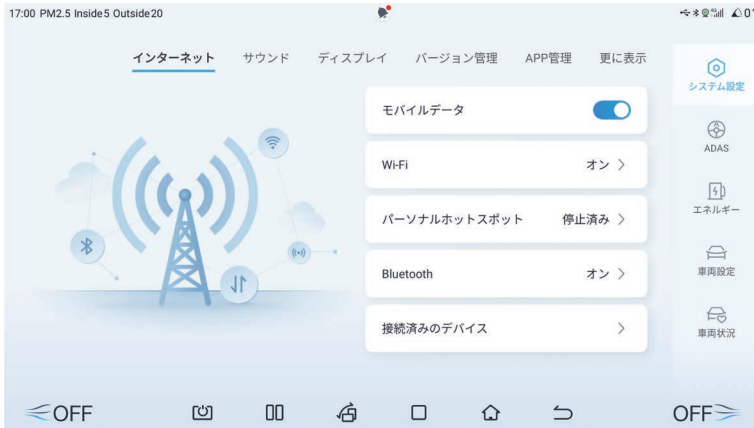 17:00 PM2.5 Inside 5 Outside 20
インターネット サウンド ディスプレイ バージョン管理 APP管理 更に表示
モバイルデータ
Wi-Fi オン
パーソナルホットスポット 停止済み
Bluetooth オン
接続済みのデバイス
システム設定
ADAS
エネルギー
車両設定
車両状況
OFF OFF